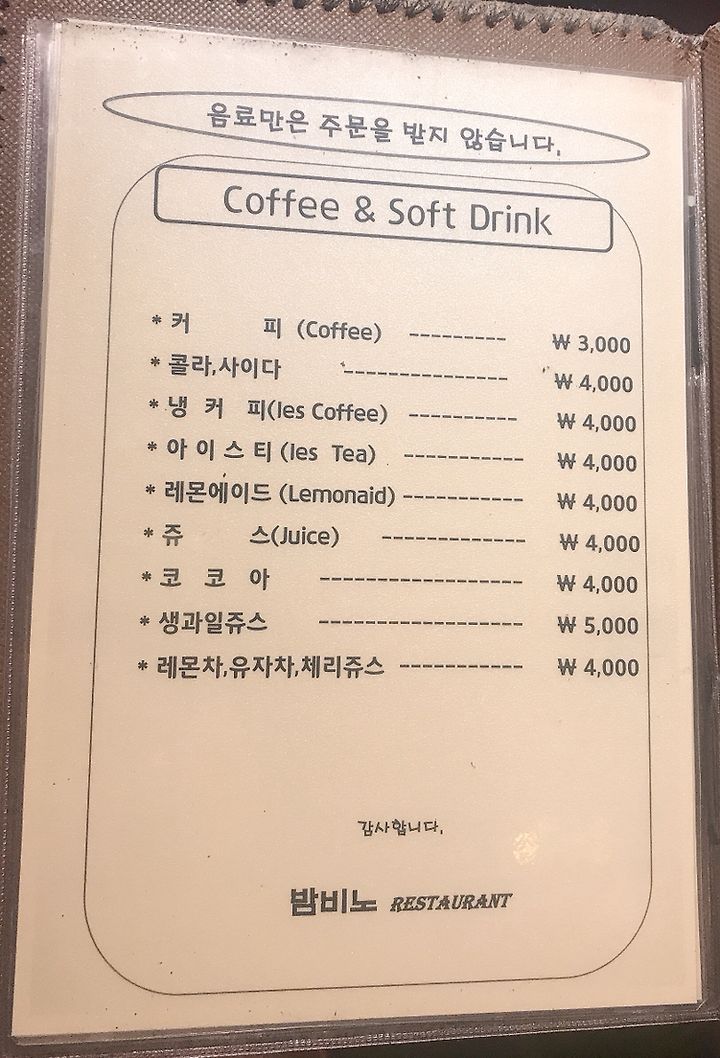 음료만은 주문을 받지 않습니다.
Coffee & Soft Drink
* 커 피 (Coffee) --------- ₩ 3,000
* 콜라,사이다 --------------- ₩ 4,000
* 냉 커 피(Ies Coffee) ---------- ₩ 4,000
* 아 이 스 티 (Ies Tea) ----------- ₩ 4,000
* 레몬에이드 (Lemonaid) ----------- ₩ 4,000
* 쥬 스(Juice) ------------- ₩ 4,000
* 코 코 아 ------------------ ₩ 4,000
* 생과일쥬스 ------------------ ₩ 5,000
* 레몬차,유자차,체리쥬스 ----------- ₩ 4,000
감사합니다.
밤비노 RESTAURANT